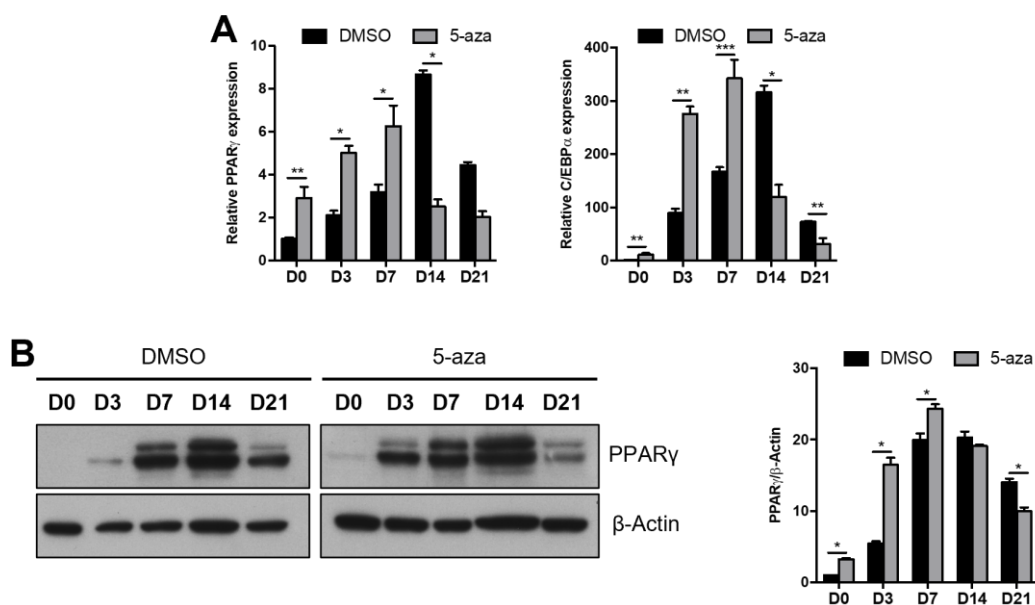 A
DMSO 5-aza
Relative PPARγ expression
10
8
6
4
2
0
** * * *
D0 D3 D7 D14 D21
DMSO 5-aza
Relative C/EBPα expression
400
300
200
100
0
** ** *** * **
D0 D3 D7 D14 D21
B
DMSO 5-aza
D0 D3 D7 D14 D21 D0 D3 D7 D14 D21
PPARγ
β-Actin
DMSO 5-aza
PPARγ/β-Actin
30
20
10
0
* * * *
D0 D3 D7 D14 D21